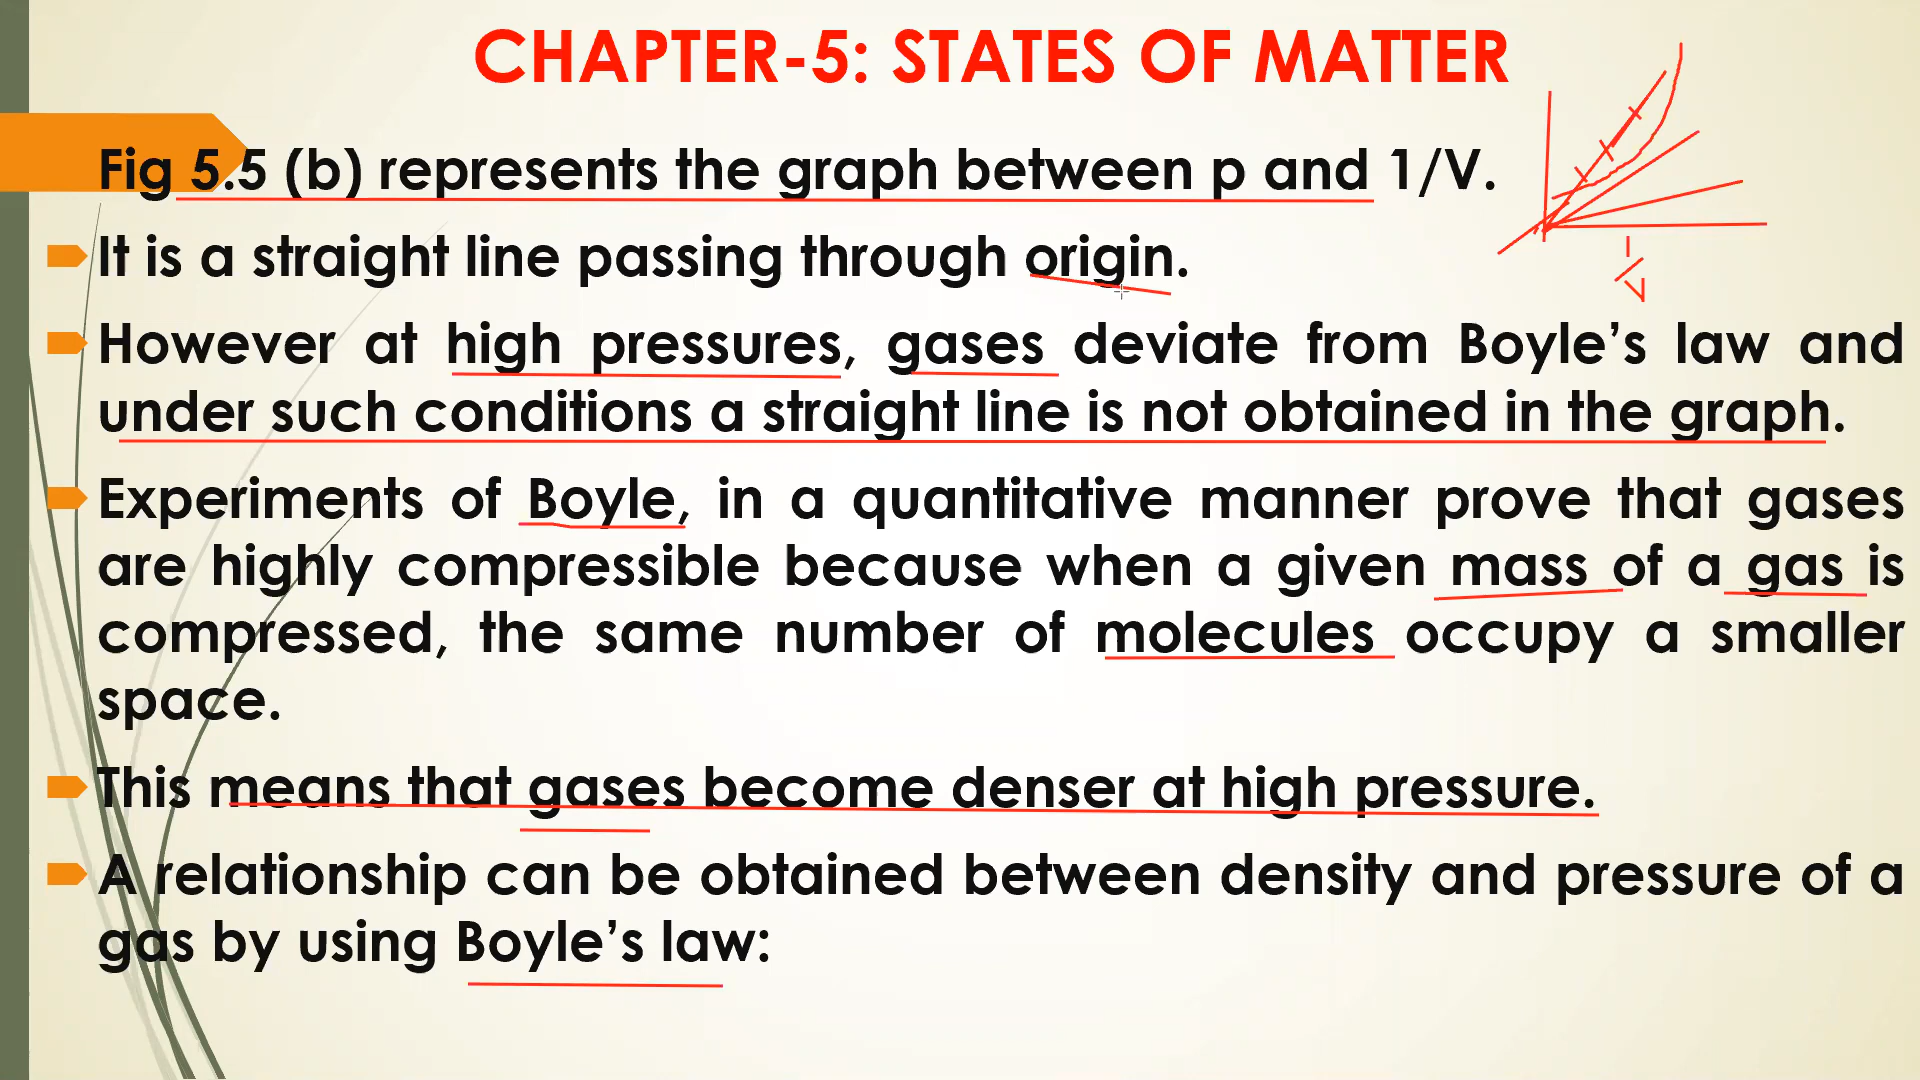 CHAPTER-5: STATES OF MATTER
Fig 5.5 (b) represents the graph between p and 1/V.
It is a straight line passing through origin.
However at high pressures, gases deviate from Boyle’s law and
under such conditions a straight line is not obtained in the graph.
Experiments of Boyle, in a quantitative manner prove that gases
are highly compressible because when a given mass of a gas is
compressed, the same number of molecules occupy a smaller
space.
This means that gases become denser at high pressure.
A relationship can be obtained between density and pressure of a
gas by using Boyle’s law:
1/V